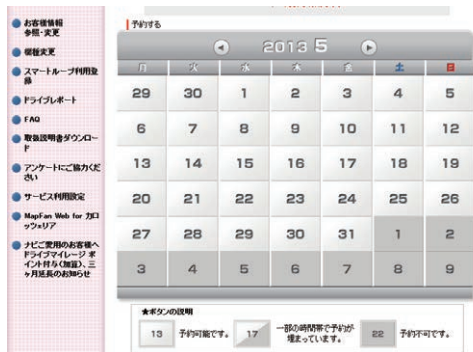 お客様情報
参照・変更
機種変更
スマートループ利用登
録
ドライブレポート
FAQ
取扱説明書ダウンロー
ド
アンケートにご協力くだ
さい
サービス利用設定
MapFan Web for カロ
ッツェリア
ナビご愛用のお客様へ
ドライブマイレージ ポ
イント付与(加算)、三
ヶ月延長のお知らせ
予約する
2013 5
月 火 水 木 金 土 日
29 30 1 2 3 4 5
6 7 8 9 10 11 12
13 14 15 16 17 18 19
20 21 22 23 24 25 26
27 28 29 30 31 1 2
3 4 5 6 7 8 9
★ボタンの説明
13 予約可能です。 17 一部の時間帯で予約が
埋まっています。 22 予約不可です。